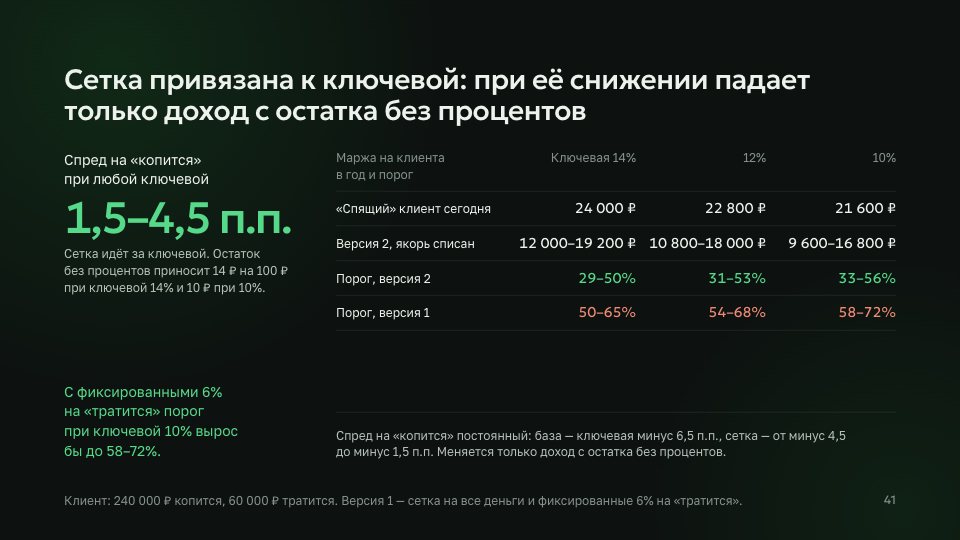 Сетка привязана к ключевой: при её снижении падает
только доход с остатка без процентов
Спред на «копится»
при любой ключевой
1,5–4,5 п.п.
Сетка идёт за ключевой. Остаток
без процентов приносит 14 ₽ на 100 ₽
при ключевой 14% и 10 ₽ при 10%.
С фиксированными 6%
на «тратится» порог
при ключевой 10% вырос
бы до 58–72%.
Маржа на клиента
в год и порог
Ключевая 14% 12% 10%
«Спящий» клиент сегодня 24 000 ₽ 22 800 ₽ 21 600 ₽
Версия 2, якорь списан 12 000–19 200 ₽ 10 800–18 000 ₽ 9 600–16 800 ₽
Порог, версия 2 29–50% 31–53% 33–56%
Порог, версия 1 50–65% 54–68% 58–72%
Спред на «копится» постоянный: база — ключевая минус 6,5 п.п., сетка — от минус 4,5
до минус 1,5 п.п. Меняется только доход с остатка без процентов.
Клиент: 240 000 ₽ копится, 60 000 ₽ тратится. Версия 1 — сетка на все деньги и фиксированные 6% на «тратится».
41